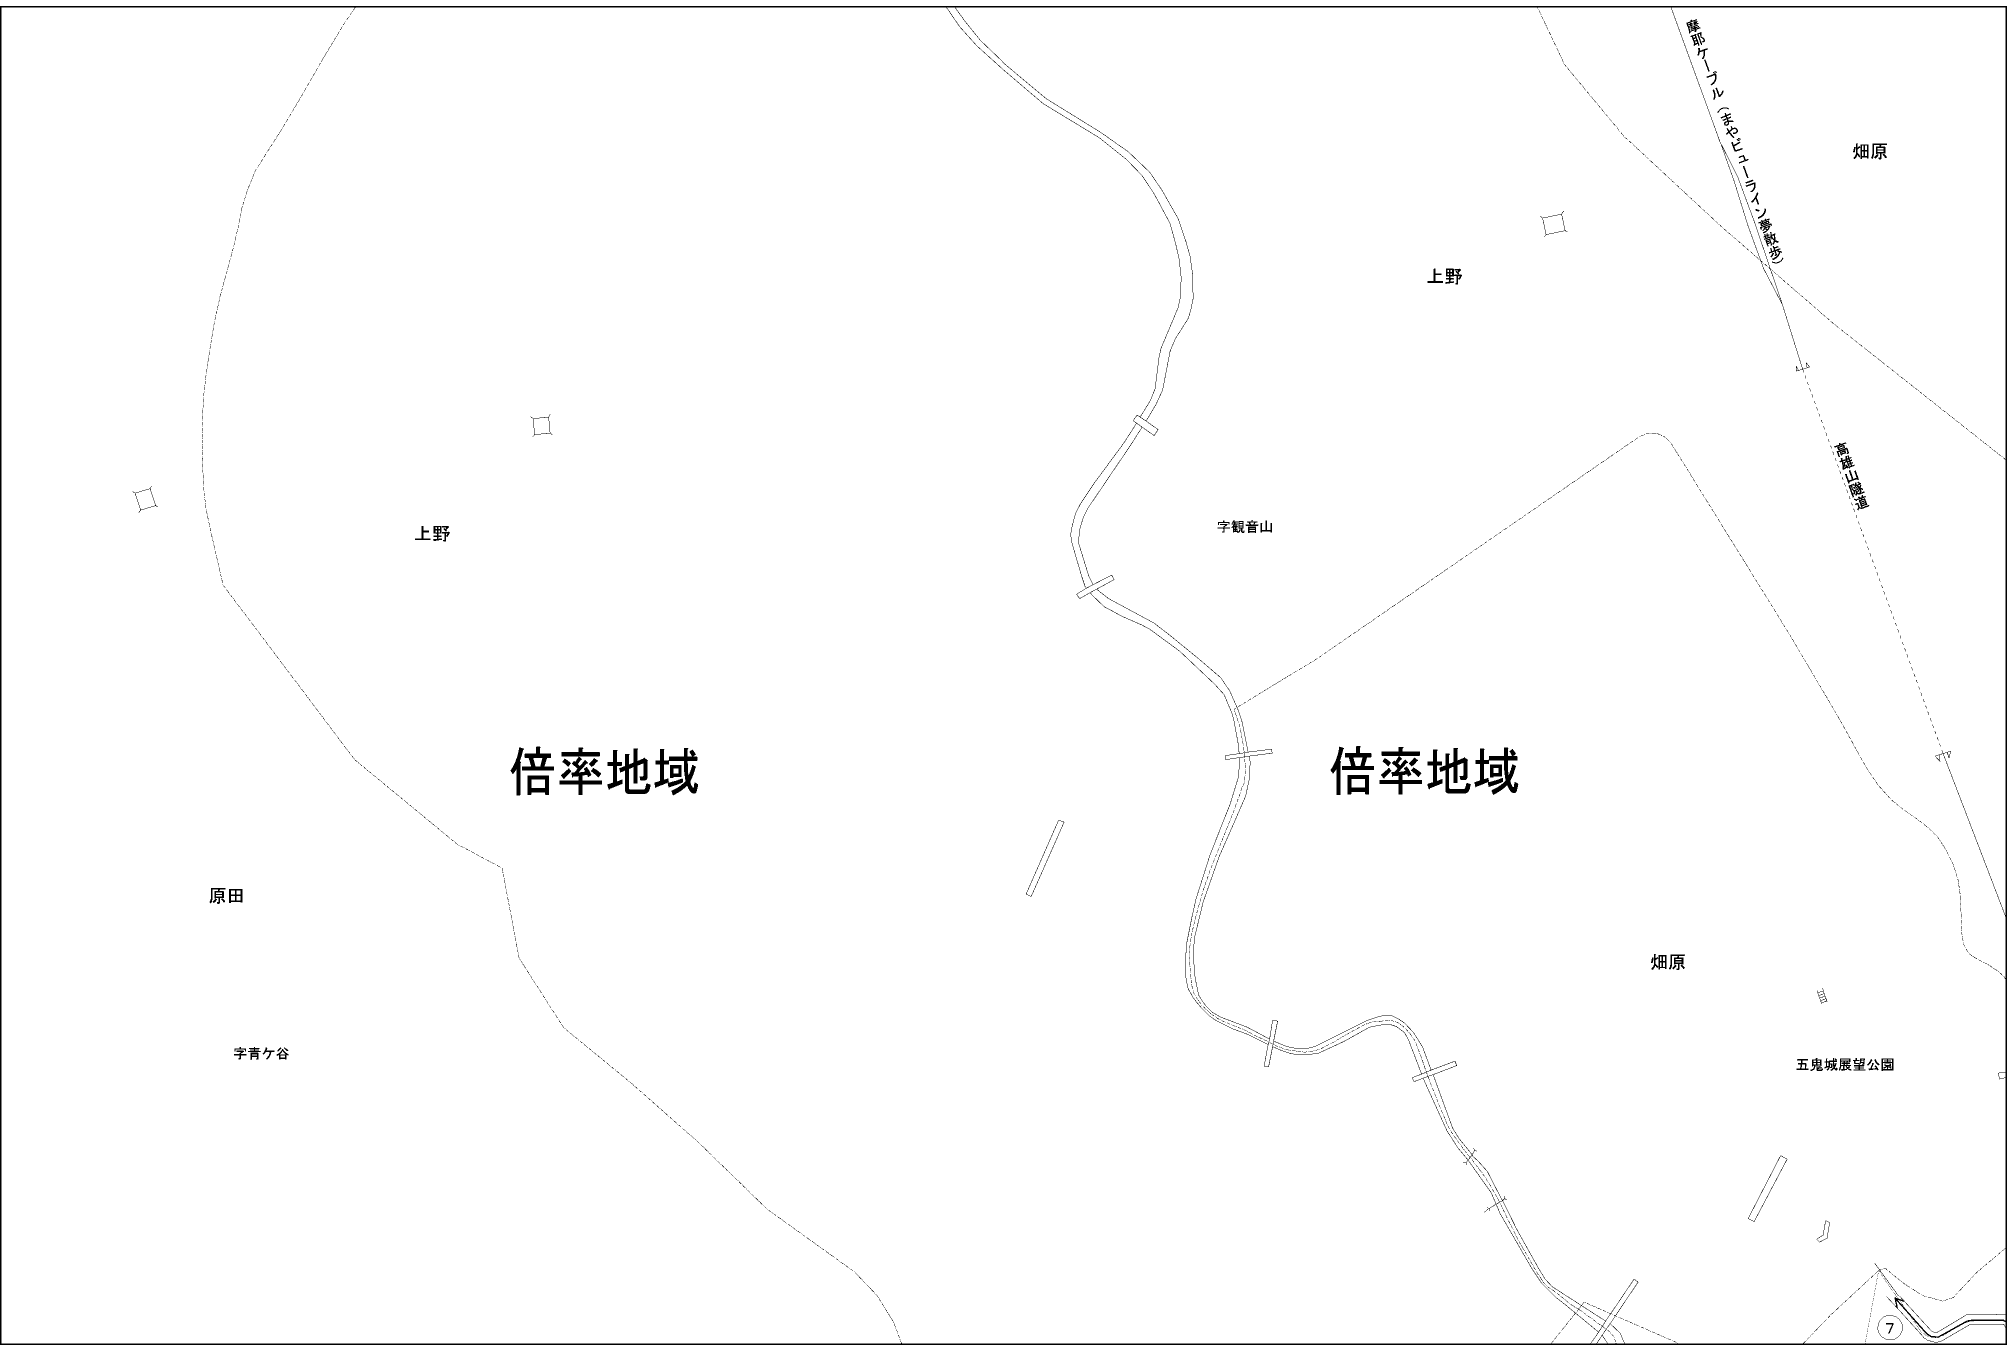 摩耶ケーブル(まやビューライン夢散歩)
畑原
上野
高雄山隧道
上野
字観音山
倍率地域
倍率地域
原田
畑原
字青ケ谷
五鬼城展望公園
7